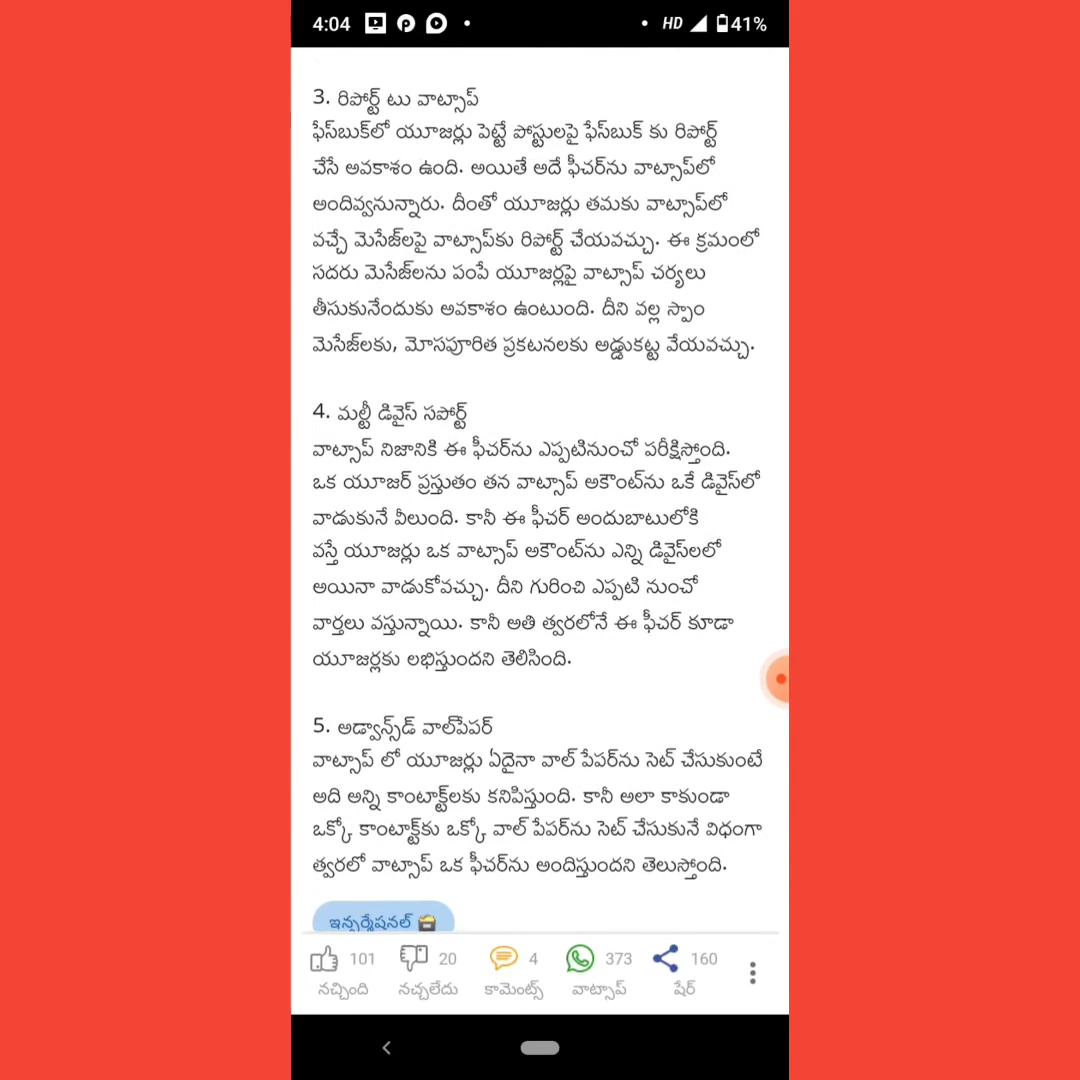 4:04
HD 41%
3. రిపోర్ట్ టు వాట్సాప్
ఫేస్‌బుక్‌లో యూజర్లు పెట్టే పోస్టులపై ఫేస్‌బుక్ కు రిపోర్ట్
చేసే అవకాశం ఉంది. అయితే అదే ఫీచర్‌ను వాట్సాప్‌లో
అందివ్వనున్నారు. దీంతో యూజర్లు తమకు వాట్సాప్‌లో
వచ్చే మెసేజ్‌లపై వాట్సాప్‌కు రిపోర్ట్ చేయవచ్చు. ఈ క్రమంలో
సదరు మెసేజ్‌లను పంపే యూజర్లపై వాట్సాప్ చర్యలు
తీసుకునేందుకు అవకాశం ఉంటుంది. దీని వల్ల స్పాం
మెసేజ్‌లకు, మోసపూరిత ప్రకటనలకు అడ్డుకట్ట వేయవచ్చు.
4. మల్టీ డివైస్ సపోర్ట్
వాట్సాప్ నిజానికి ఈ ఫీచర్‌ను ఎప్పటినుంచో పరీక్షిస్తోంది.
ఒక యూజర్ ప్రస్తుతం తన వాట్సాప్ అకౌంట్‌ను ఒకే డివైస్‌లో
వాడుకునే వీలుంది. కానీ ఈ ఫీచర్ అందుబాటులోకి
వస్తే యూజర్లు ఒక వాట్సాప్ అకౌంట్‌ను ఎన్ని డివైస్‌లలో
అయినా వాడుకోవచ్చు. దీని గురించి ఎప్పటి నుంచో
వార్తలు వస్తున్నాయి. కానీ అతి త్వరలోనే ఈ ఫీచర్ కూడా
యూజర్లకు లభిస్తుందని తెలిసింది.
5. అడ్వాన్స్‌డ్ వాల్‌పేపర్
వాట్సాప్ లో యూజర్లు ఏదైనా వాల్ పేపర్‌ను సెట్ చేసుకుంటే
అది అన్ని కాంటాక్ట్‌లకు కనిపిస్తుంది. కానీ అలా కాకుండా
ఒక్కో కాంటాక్ట్‌కు ఒక్కో వాల్ పేపర్‌ను సెట్ చేసుకునే విధంగా
త్వరలో వాట్సాప్ ఒక ఫీచర్‌ను అందిస్తుందని తెలుస్తోంది.
ఇన్ఫర్మేషనల్
101 20 4 373 160
నచ్చింది నచ్చలేదు కామెంట్స్ వాట్సాప్ షేర్